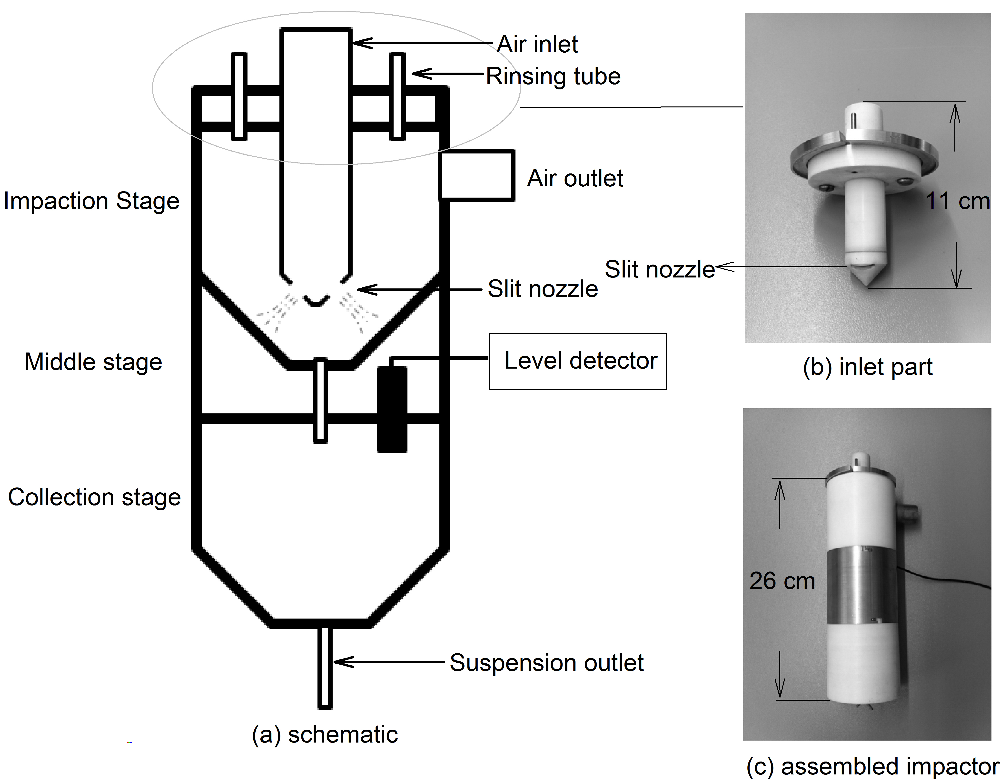 Air inlet
Rinsing tube
Air outlet
Impaction Stage
11 cm
Slit nozzle
Slit nozzle
Middle stage
Level detector
(b) inlet part
Collection stage
26 cm
Suspension outlet
(a) schematic
(c) assembled impactor